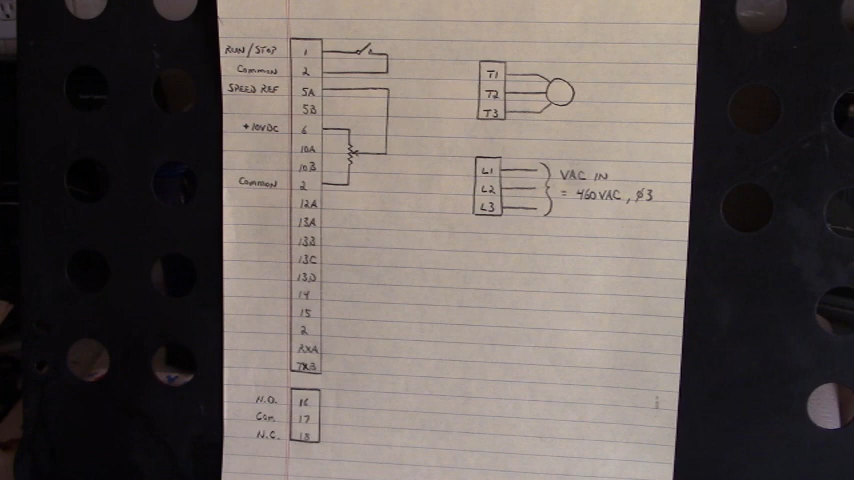 RUN/STOP 1
Common 2
SPEED REF 5A
5B
+10VDC 6
10A
10B
Common 2
12A
13A
13B
13C
13D
14
15
2
RXA
TXB
N.O. 16
Com. 17
N.C. 18
T1
T2
T3
L1
L2
L3
VAC IN
= 460 VAC, Ø3